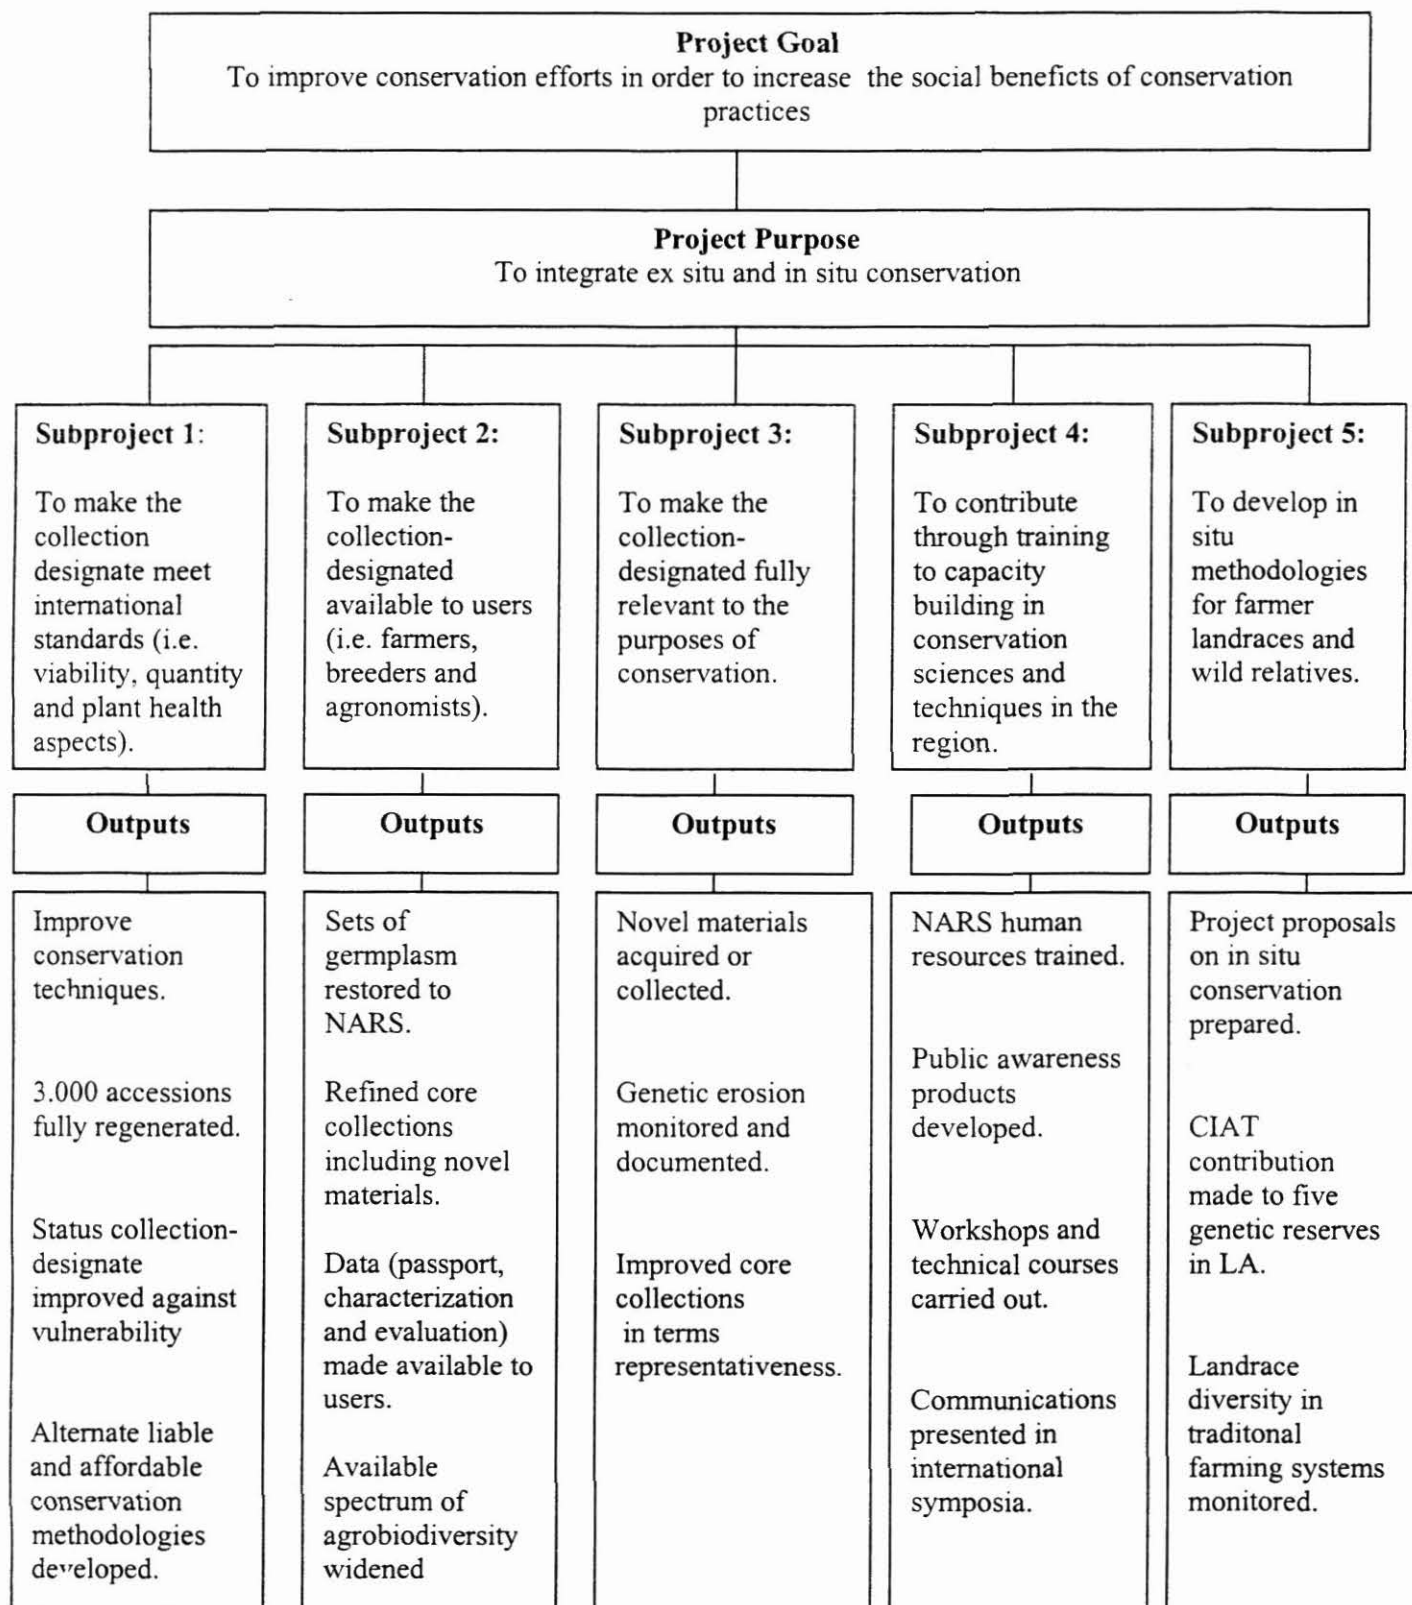 Project Goal
To improve conservation efforts in order to increase the social beneficts of conservation
practices
Project Purpose
To integrate ex situ and in situ conservation
Subproject 1:
To make the
collection
designate meet
international
standards (i.e.
viability, quantity
and plant health
aspects).
Subproject 2:
To make the
collection-
designated
available to users
(i.e. farmers,
breeders and
agronomists).
Subproject 3:
To make the
collection-
designated fully
relevant to the
purposes of
conservation.
Subproject 4:
To contribute
through training
to capacity
building in
conservation
sciences and
techniques in the
region.
Subproject 5:
To develop in
situ
methodologies
for farmer
landraces and
wild relatives.
Outputs
Outputs
Outputs
Outputs
Outputs
Improve
conservation
techniques.
3.000 accessions
fully regenerated.
Status collection-
designate
improved against
vulnerability
Alternate liable
and affordable
conservation
methodologies
developed.
Sets of
germplasm
restored to
NARS.
Refined core
collections
including novel
materials.
Data (passport,
characterization
and evaluation)
made available to
users.
Available
spectrum of
agrobiodiversity
widened
Novel materials
acquired or
collected.
Genetic erosion
monitored and
documented.
Improved core
collections
in terms
representativeness.
NARS human
resources trained.
Public awareness
products
developed.
Workshops and
technical courses
carried out.
Communications
presented in
international
symposia.
Project proposals
on in situ
conservation
prepared.
CIAT
contribution
made to five
genetic reserves
in LA.
Landrace
diversity in
traditonal
farming systems
monitored.